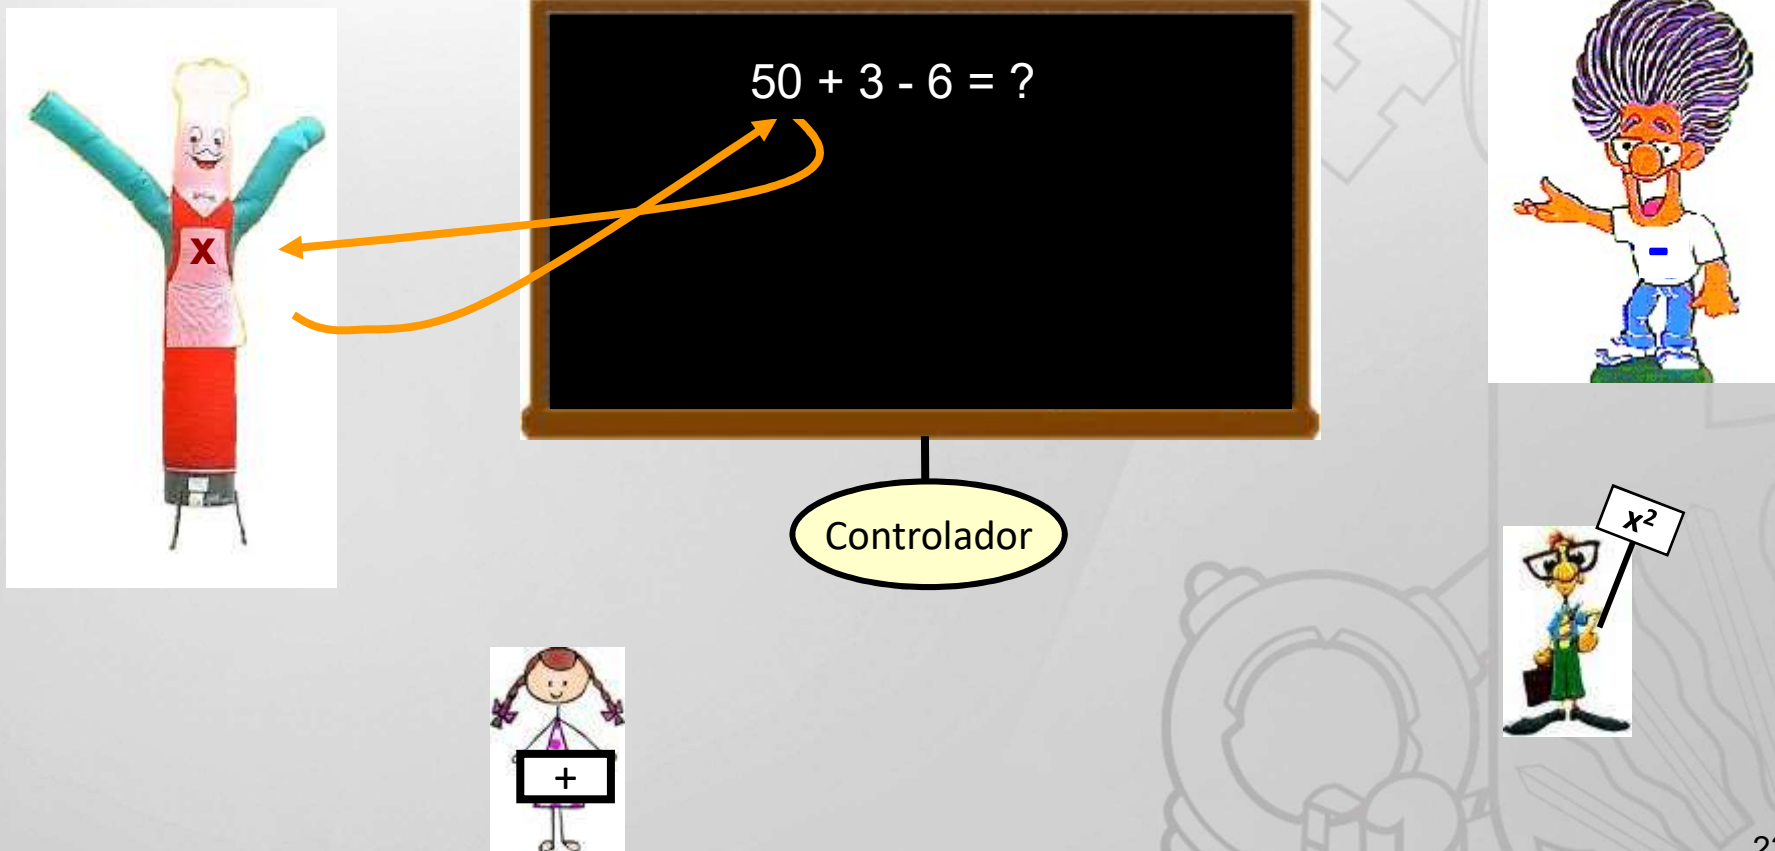 50 + 3 - 6 = ?
x
-
Controlador
x²
+